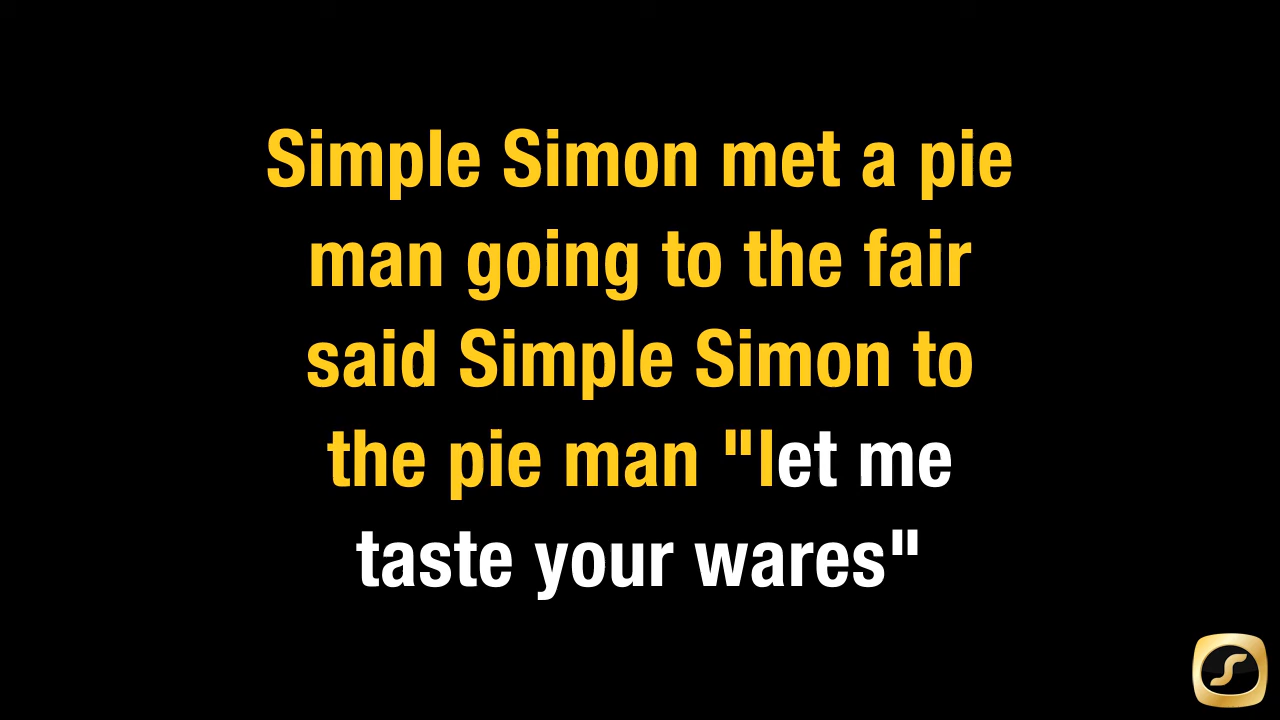 Simple Simon met a pie
man going to the fair
said Simple Simon to
the pie man "let me
taste your wares"